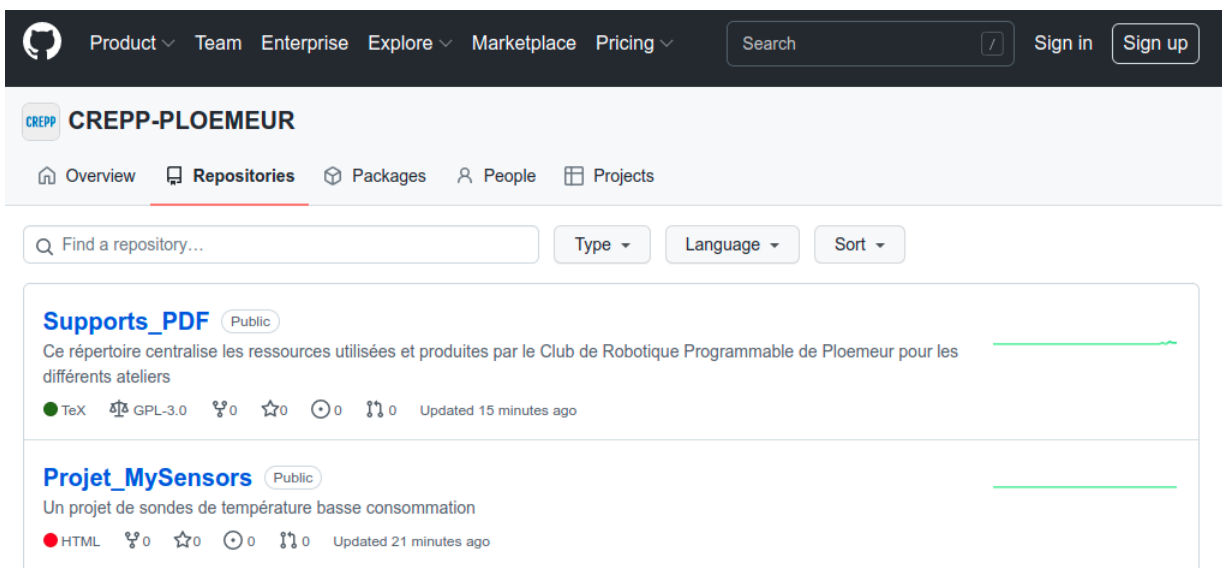 Product Team Enterprise Explore Marketplace Pricing Search / Sign in Sign up
CREPP CREPP-PLOEMEUR
Overview Repositories Packages People Projects
Find a repository… Type Language Sort
Supports_PDF Public
Ce répertoire centralise les ressources utilisées et produites par le Club de Robotique Programmable de Ploemeur pour les
différents ateliers
TeX GPL-3.0 0 0 0 0 Updated 15 minutes ago
Projet_MySensors Public
Un projet de sondes de température basse consommation
HTML 0 0 0 0 Updated 21 minutes ago